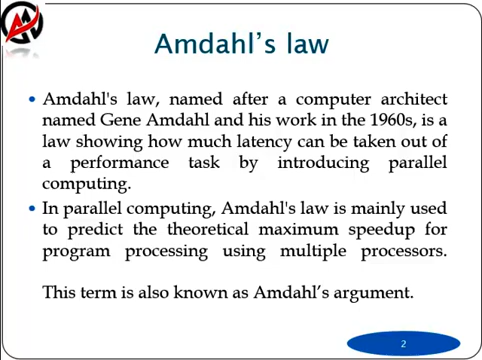 Amdahl's law
• Amdahl's law, named after a computer architect
named Gene Amdahl and his work in the 1960s, is a
law showing how much latency can be taken out of
a performance task by introducing parallel
computing.
• In parallel computing, Amdahl's law is mainly used
to predict the theoretical maximum speedup for
program processing using multiple processors.
This term is also known as Amdahl's argument.
2